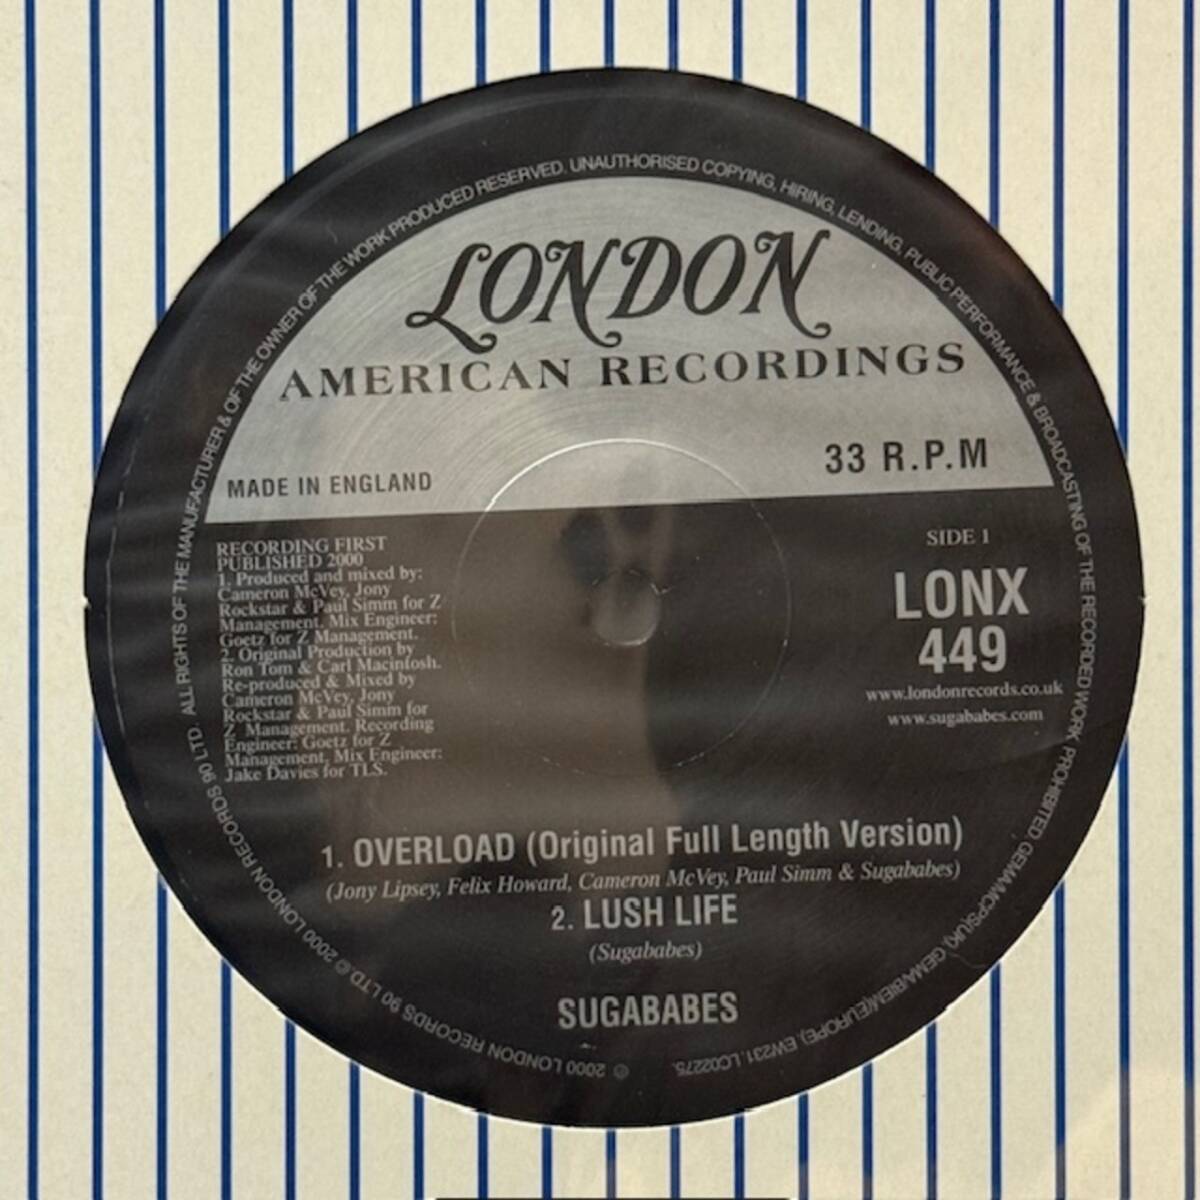 ALL RIGHTS OF THE MANUFACTURER & OF THE OWNER OF THE WORK PRODUCED RESERVED. UNAUTHORISED COPYING, HIRING, LENDING, PUBLIC PERFORMANCE & BROADCASTING OF THE RECORDED WORK PROHIBITED. GEMA/MCPS(UK), GEMA/BIEM(EUROPE), EW231. LC02275.
LONDON
AMERICAN RECORDINGS
33 R.P.M
MADE IN ENGLAND
RECORDING FIRST
PUBLISHED 2000
1. Produced and mixed by:
Cameron McVey, Jony
Rockstar & Paul Simm for Z
Management. Mix Engineer:
Goetz for Z Management.
2. Original Production by
Ron Tom & Carl Macintosh.
Re-produced & Mixed by
Cameron McVey, Jony
Rockstar & Paul Simm for
Z Management. Recording
Engineer: Goetz for Z
Management, Mix Engineer:
Jake Davies for TLS.
SIDE 1
LONX
449
www.londonrecords.co.uk
www.sugababes.com
1. OVERLOAD (Original Full Length Version)
(Jony Lipsey, Felix Howard, Cameron McVey, Paul Simm & Sugababes)
2. LUSH LIFE
(Sugababes)
SUGABABES
℗ 2000 LONDON RECORDS 90 LTD © 2000 LONDON RECORDS 90 LTD.